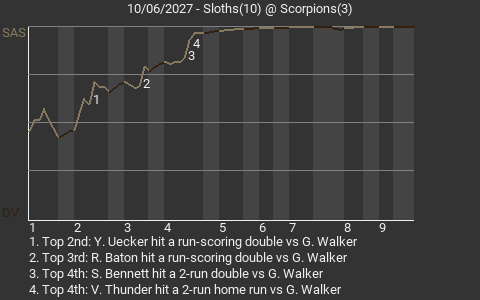 10/06/2027 - Sloths(10) @ Scorpions(3)
SAS
4
3
2
1
DV
1 2 3 4 5 6 7 8 9
1. Top 2nd: Y. Uecker hit a run-scoring double vs G. Walker
2. Top 3rd: R. Baton hit a run-scoring double vs G. Walker
3. Top 4th: S. Bennett hit a 2-run double vs G. Walker
4. Top 4th: V. Thunder hit a 2-run home run vs G. Walker